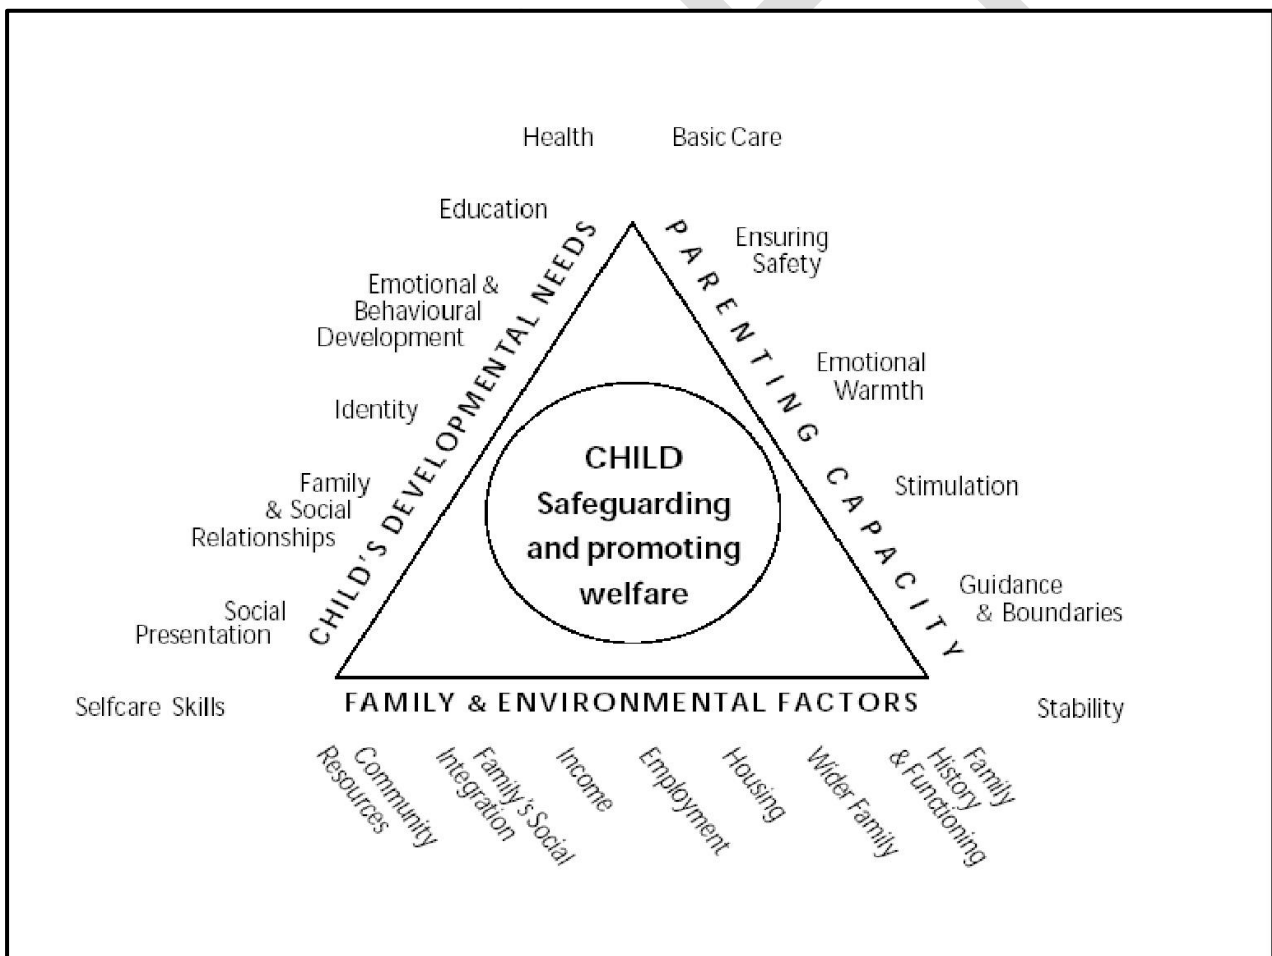 Health
Basic Care
Education
Ensuring
Safety
Emotional &
Behavioural
Development
Emotional
Warmth
Identity
Stimulation
Family
& Social
Relationships
Guidance
& Boundaries
Social
Presentation
Selfcare Skills
Stability
CHILD'S DEVELOPMENTAL NEEDS
PARENTING CAPACITY
CHILD
Safeguarding
and promoting
welfare
FAMILY & ENVIRONMENTAL FACTORS
Community
Resources
Family's Social
Integration
Income
Employment
Housing
Wider Family
Family
History
& Functioning